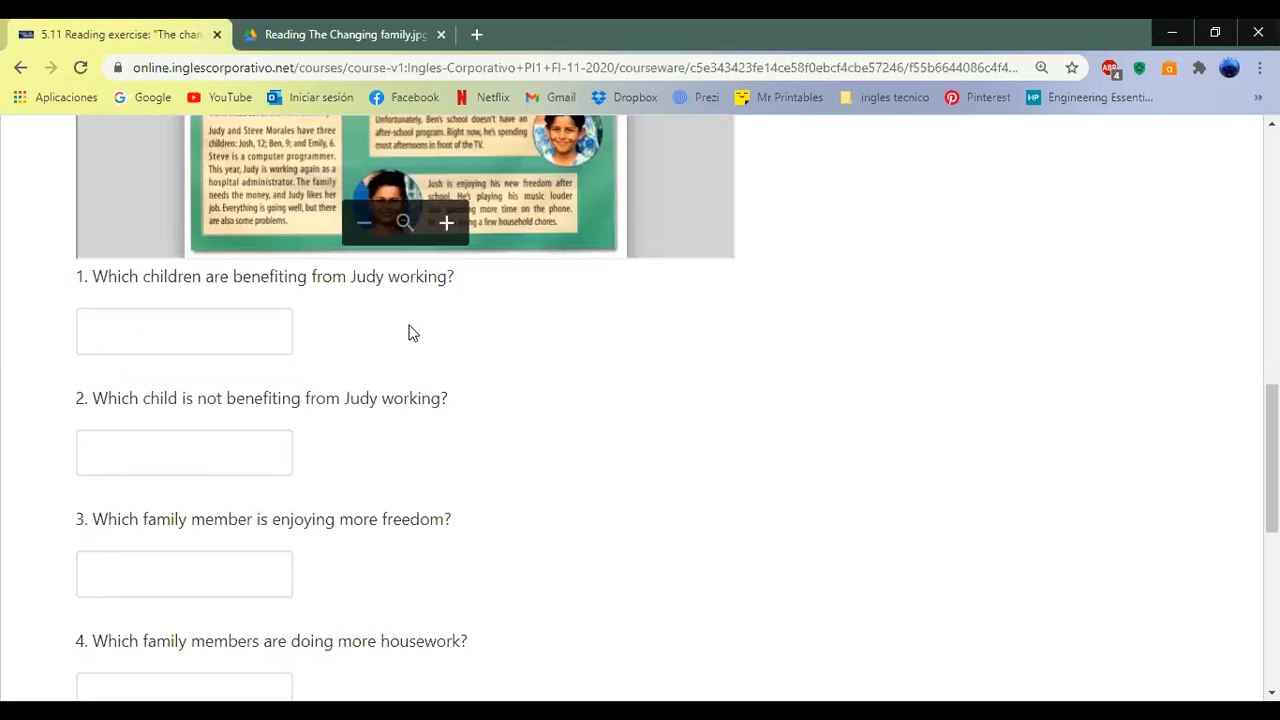 5.11 Reading exercise: "The chan
Reading The Changing family.jpg
online.inglescorporativo.net/courses/course-v1:Ingles-Corporativo+PI1+FI-11-2020/courseware/c5e343423fe14ce58f0ebcf4cbe57246/f55b6644086c4f4...
4
Aplicaciones
Google
YouTube
Iniciar sesión
Facebook
Netflix
Gmail
Dropbox
Prezi
Mr Printables
ingles tecnico
Pinterest
Engineering Essenti...
Judy and Steve Morales have three
children: Josh, 12; Ben, 9; and Emily, 6.
Steve is a computer programmer.
This year, Judy is working again as a
hospital administrator. The family
needs the money, and Judy likes her
job. Everything is going well, but there
are also some problems.
Unfortunately, Ben's school doesn't have an
after-school program. Right now, he's spending
most afternoons in front of the TV.
Josh is enjoying his new freedom after
school. He's playing his music louder
and spending more time on the phone.
a few household chores.
1. Which children are benefiting from Judy working?
2. Which child is not benefiting from Judy working?
3. Which family member is enjoying more freedom?
4. Which family members are doing more housework?